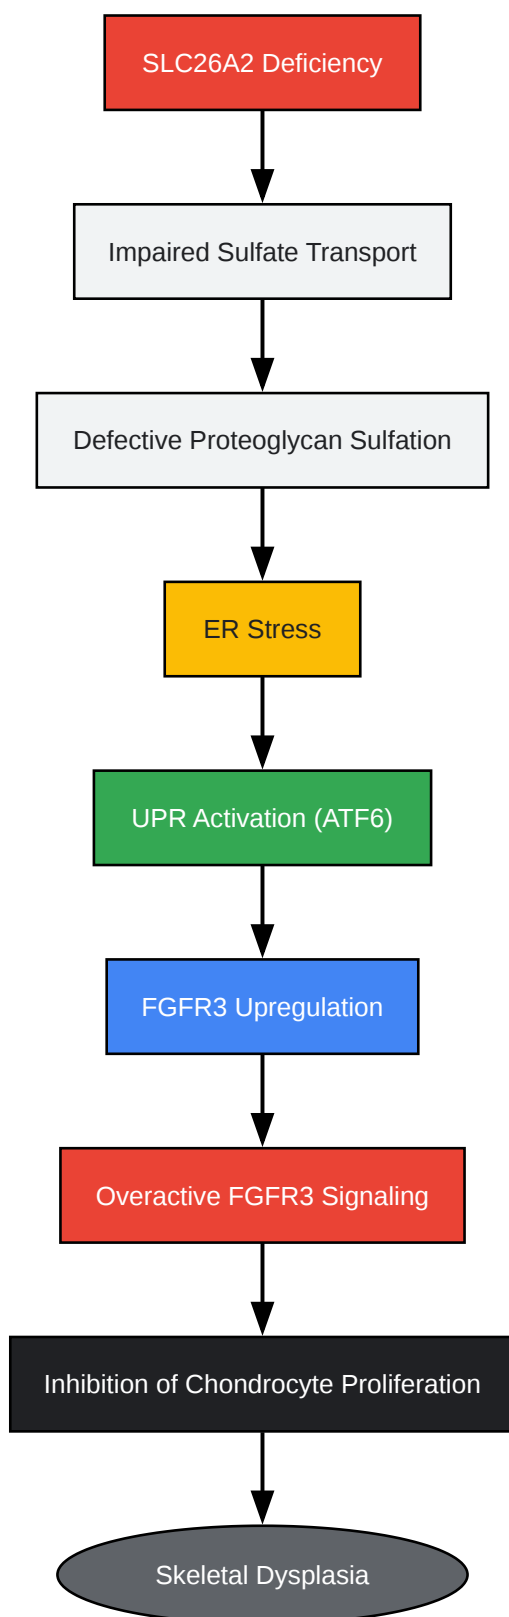 SLC26A2 Deficiency
Impaired Sulfate Transport
Defective Proteoglycan Sulfation
ER Stress
UPR Activation (ATF6)
FGFR3 Upregulation
Overactive FGFR3 Signaling
Inhibition of Chondrocyte Proliferation
Skeletal Dysplasia